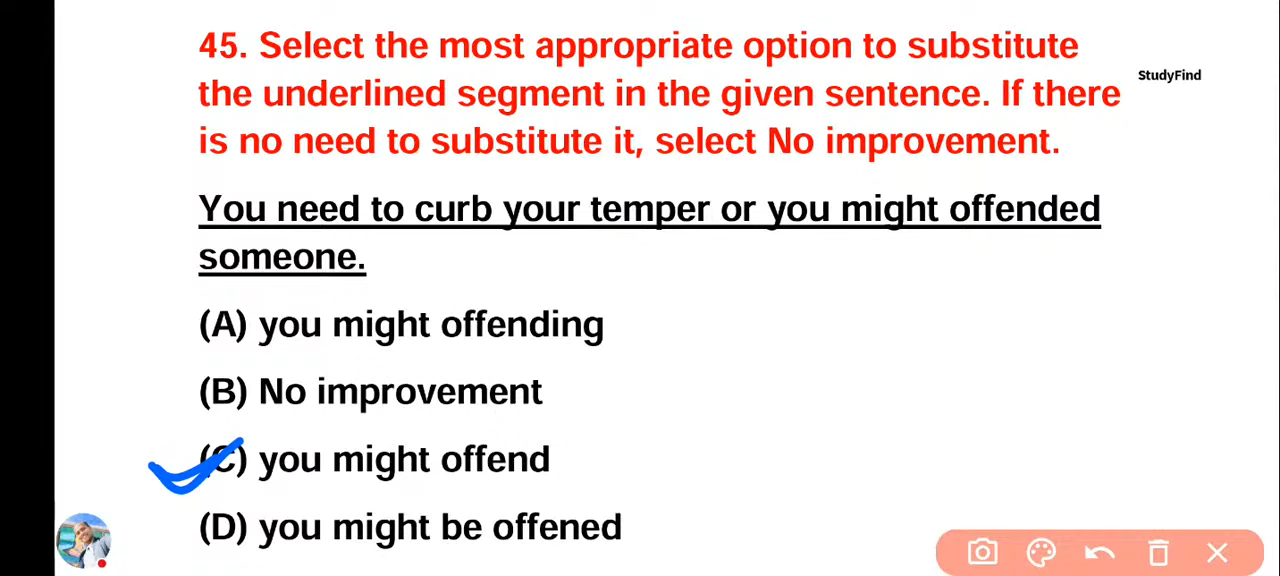 45. Select the most appropriate option to substitute
the underlined segment in the given sentence. If there
is no need to substitute it, select No improvement.
StudyFind
You need to curb your temper or you might offended
someone.
(A) you might offending
(B) No improvement
(C) you might offend
(D) you might be offened